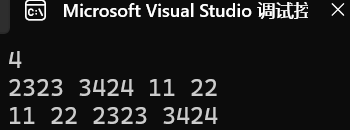 Microsoft Visual Studio 调试控
4
2323 3424 11 22
11 22 2323 3424